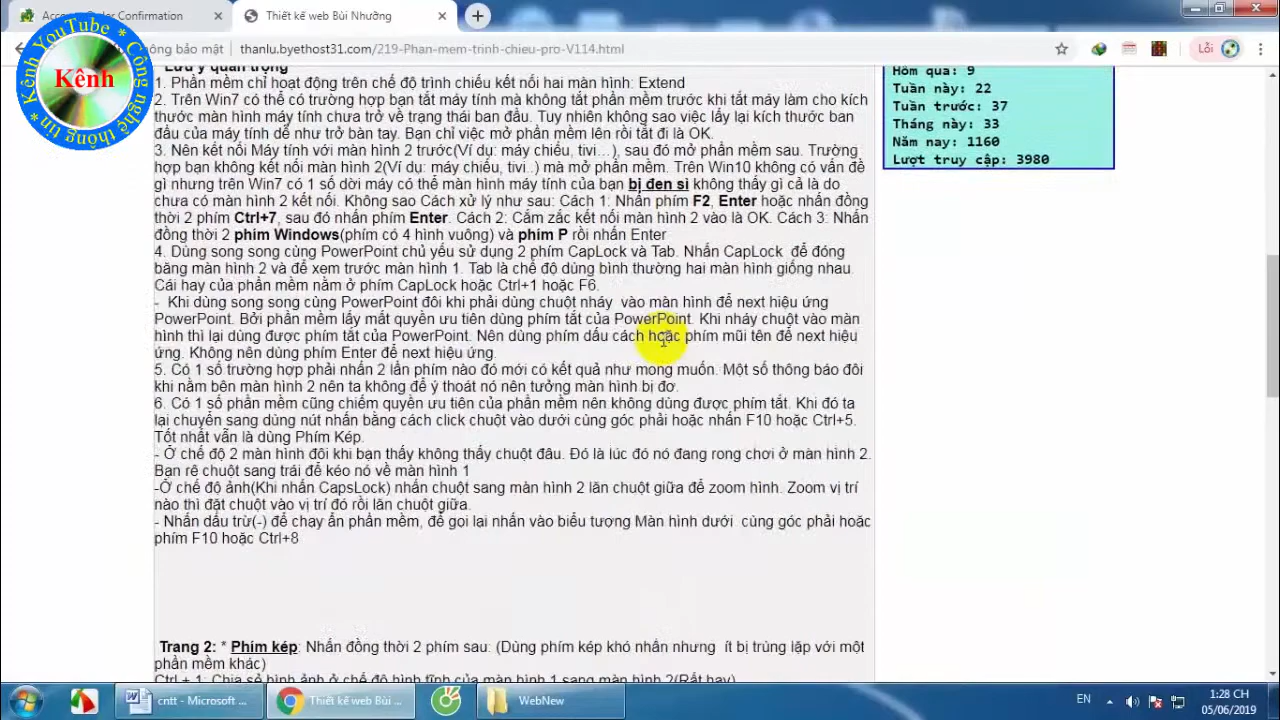 Acce
Order Confirmation
Thiết kế web Bùi Nhưỡng
Kênh YouTube * Công nghệ thông tin *
Kênh
hông bảo mật
thanlu.byethost31.com/219-Phan-mem-trinh-chieu-pro-V114.html
Lỗi
Lưu ý quan trọng
1. Phần mềm chỉ hoạt động trên chế độ trình chiếu kết nối hai màn hình: Extend
2. Trên Win7 có thể có trường hợp bạn tắt máy tính mà không tắt phần mềm trước khi tắt máy làm cho kích
thước màn hình máy tính chưa trở về trạng thái ban đầu. Tuy nhiên không sao việc lấy lại kích thước ban
đầu của máy tính dễ như trở bàn tay. Bạn chỉ việc mở phần mềm lên rồi tắt đi là OK.
3. Nên kết nối Máy tính với màn hình 2 trước(Ví dụ: máy chiếu, tivi...), sau đó mở phần mềm sau. Trường
hợp bạn không kết nối màn hình 2(Ví dụ: máy chiếu, tivi..) mà mở phần mềm. Trên Win10 không có vấn đề
gì nhưng trên Win7 có 1 số dời máy có thể màn hình máy tính của bạn bị đen sì không thấy gì cả là do
chưa có màn hình 2 kết nối. Không sao Cách xử lý như sau: Cách 1: Nhấn phím F2, Enter hoặc nhấn đồng
thời 2 phím Ctrl+7, sau đó nhấn phím Enter. Cách 2: Cắm zắc kết nối màn hình 2 vào là OK. Cách 3: Nhấn
đồng thời 2 phím Windows(phím có 4 hình vuông) và phím P rồi nhấn Enter
4. Dùng song song cùng PowerPoint chủ yếu sử dụng 2 phím CapLock và Tab. Nhấn CapLock để đóng
băng màn hình 2 và để xem trước màn hình 1. Tab là chế độ dùng bình thường hai màn hình giống nhau.
Cái hay của phần mềm nằm ở phím CapLock hoặc Ctrl+1 hoặc F6.
- Khi dùng song song cùng PowerPoint đôi khi phải dùng chuột nháy vào màn hình để next hiệu ứng
PowerPoint. Bởi phần mềm lấy mất quyền ưu tiên dùng phím tắt của PowerPoint. Khi nháy chuột vào màn
hình thì lại dùng được phím tắt của PowerPoint. Nên dùng phím dấu cách hoặc phím mũi tên để next hiệu
ứng. Không nên dùng phím Enter để next hiệu ứng.
5. Có 1 số trường hợp phải nhấn 2 lần phím nào đó mới có kết quả như mong muốn. Một số thông báo đôi
khi nằm bên màn hình 2 nên ta không để ý thoát nó nên tưởng màn hình bị đơ.
6. Có 1 số phần mềm cũng chiếm quyền ưu tiên của phần mềm nên không dùng được phím tắt. Khi đó ta
lại chuyển sang dùng nút nhấn bằng cách click chuột vào dưới cùng góc phải hoặc nhấn F10 hoặc Ctrl+5.
Tốt nhất vẫn là dùng Phím Kép.
- Ở chế độ 2 màn hình đôi khi bạn thấy không thấy chuột đâu. Đó là lúc đó nó đang rong chơi ở màn hình 2.
Bạn rê chuột sang trái để kéo nó về màn hình 1
-Ở chế độ ảnh(Khi nhấn CapsLock) nhấn chuột sang màn hình 2 lăn chuột giữa để zoom hình. Zoom vị trí
nào thì đặt chuột vào vị trí đó rồi lăn chuột giữa.
- Nhấn dấu trừ(-) để chạy ẩn phần mềm, để gọi lại nhấn vào biểu tượng Màn hình dưới cùng góc phải hoặc
phím F10 hoặc Ctrl+8
Trang 2: * Phím kép: Nhấn đồng thời 2 phím sau: (Dùng phím kép khó nhấn nhưng ít bị trùng lặp với một
phần mềm khác)
Ctrl + 1: Chia sẻ hình ảnh ở chế độ hình tĩnh của màn hình 1 sang màn hình 2(Rất hay)
Hôm qua: 9
Tuần này: 22
Tuần trước: 37
Tháng này: 33
Năm nay: 1160
Lượt truy cập: 3980
cntt - Microsoft ...
Thiết kế web Bùi ...
WebNew
EN
1:28 CH
05/06/2019